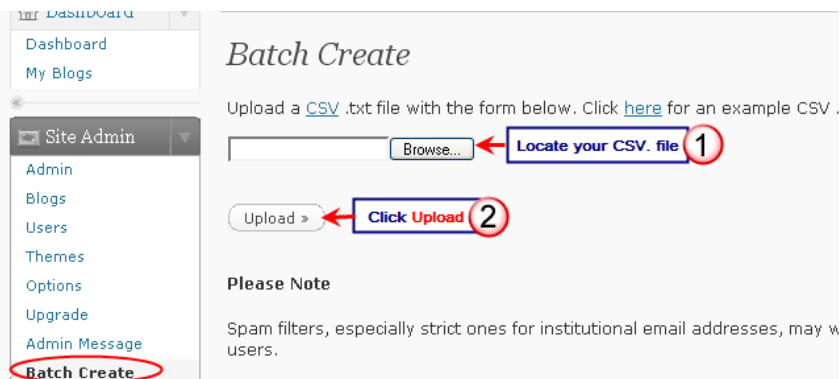 Dashboard
Dashboard
My Blogs
Site Admin
Admin
Blogs
Users
Themes
Options
Upgrade
Admin Message
Batch Create
Batch Create
Upload a CSV .txt file with the form below. Click here for an example CSV .
Browse... Locate your CSV. file 1
Upload » Click Upload 2
Please Note
Spam filters, especially strict ones for institutional email addresses, may
users.